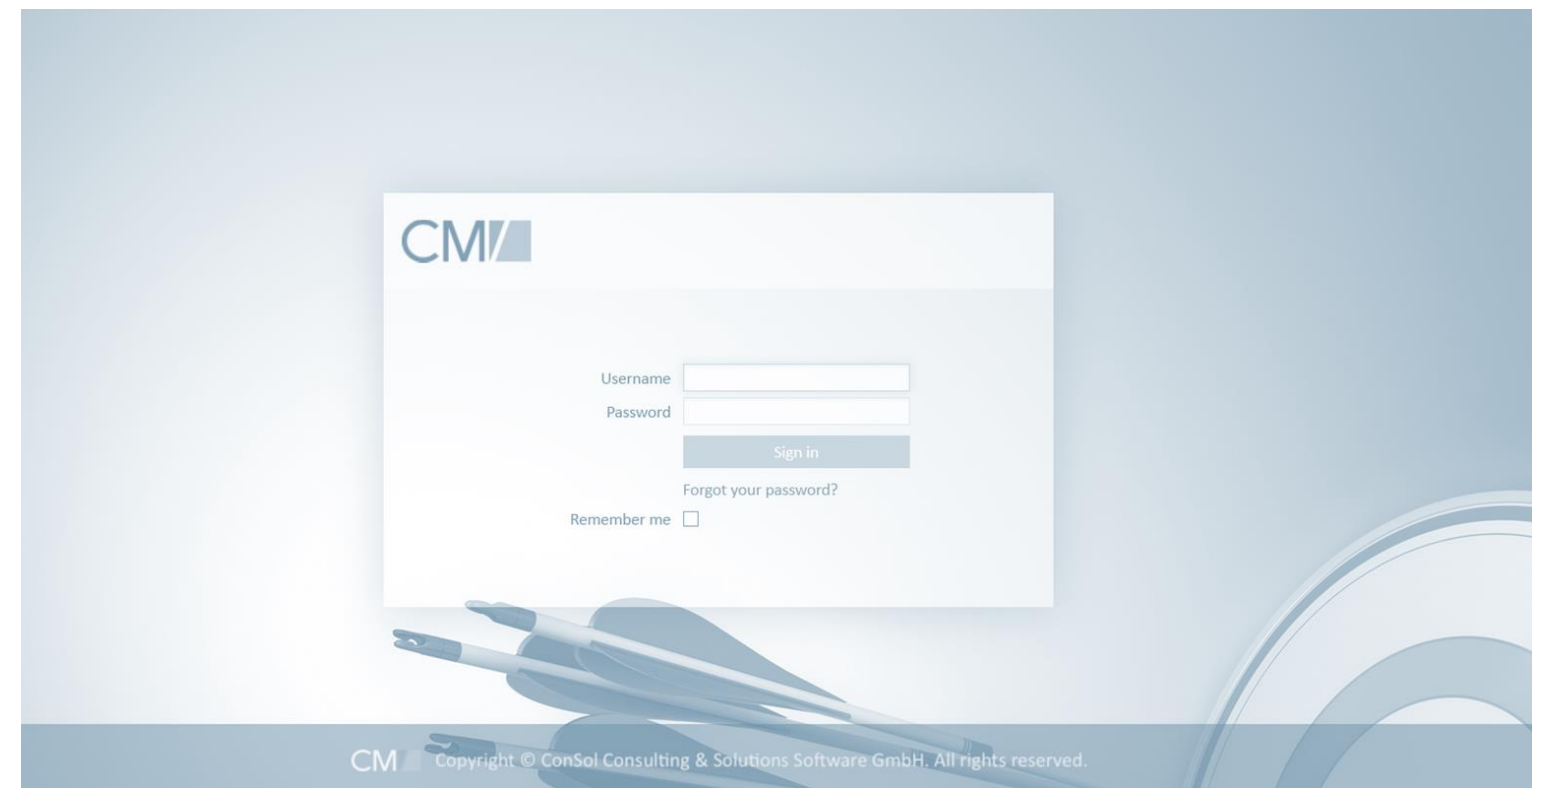 CM/
Username
Password
Sign in
Forgot your password?
Remember me
CM Copyright © ConSol Consulting & Solutions Software GmbH. All rights reserved.